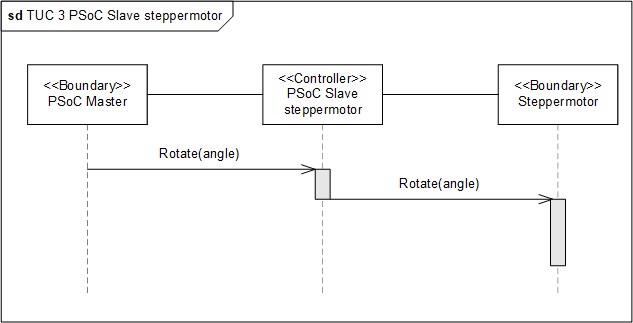 sd TUC 3 PSoC Slave steppermotor
<<Boundary>>
PSoC Master
<<Controller>>
PSoC Slave
steppermotor
<<Boundary>>
Steppermotor
Rotate(angle)
Rotate(angle)